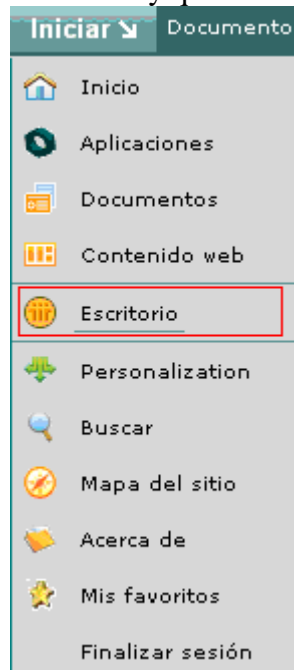 Iniciar Documento
Inicio
Aplicaciones
Documentos
Contenido web
Escritorio
Personalization
Buscar
Mapa del sitio
Acerca de
Mis favoritos
Finalizar sesión